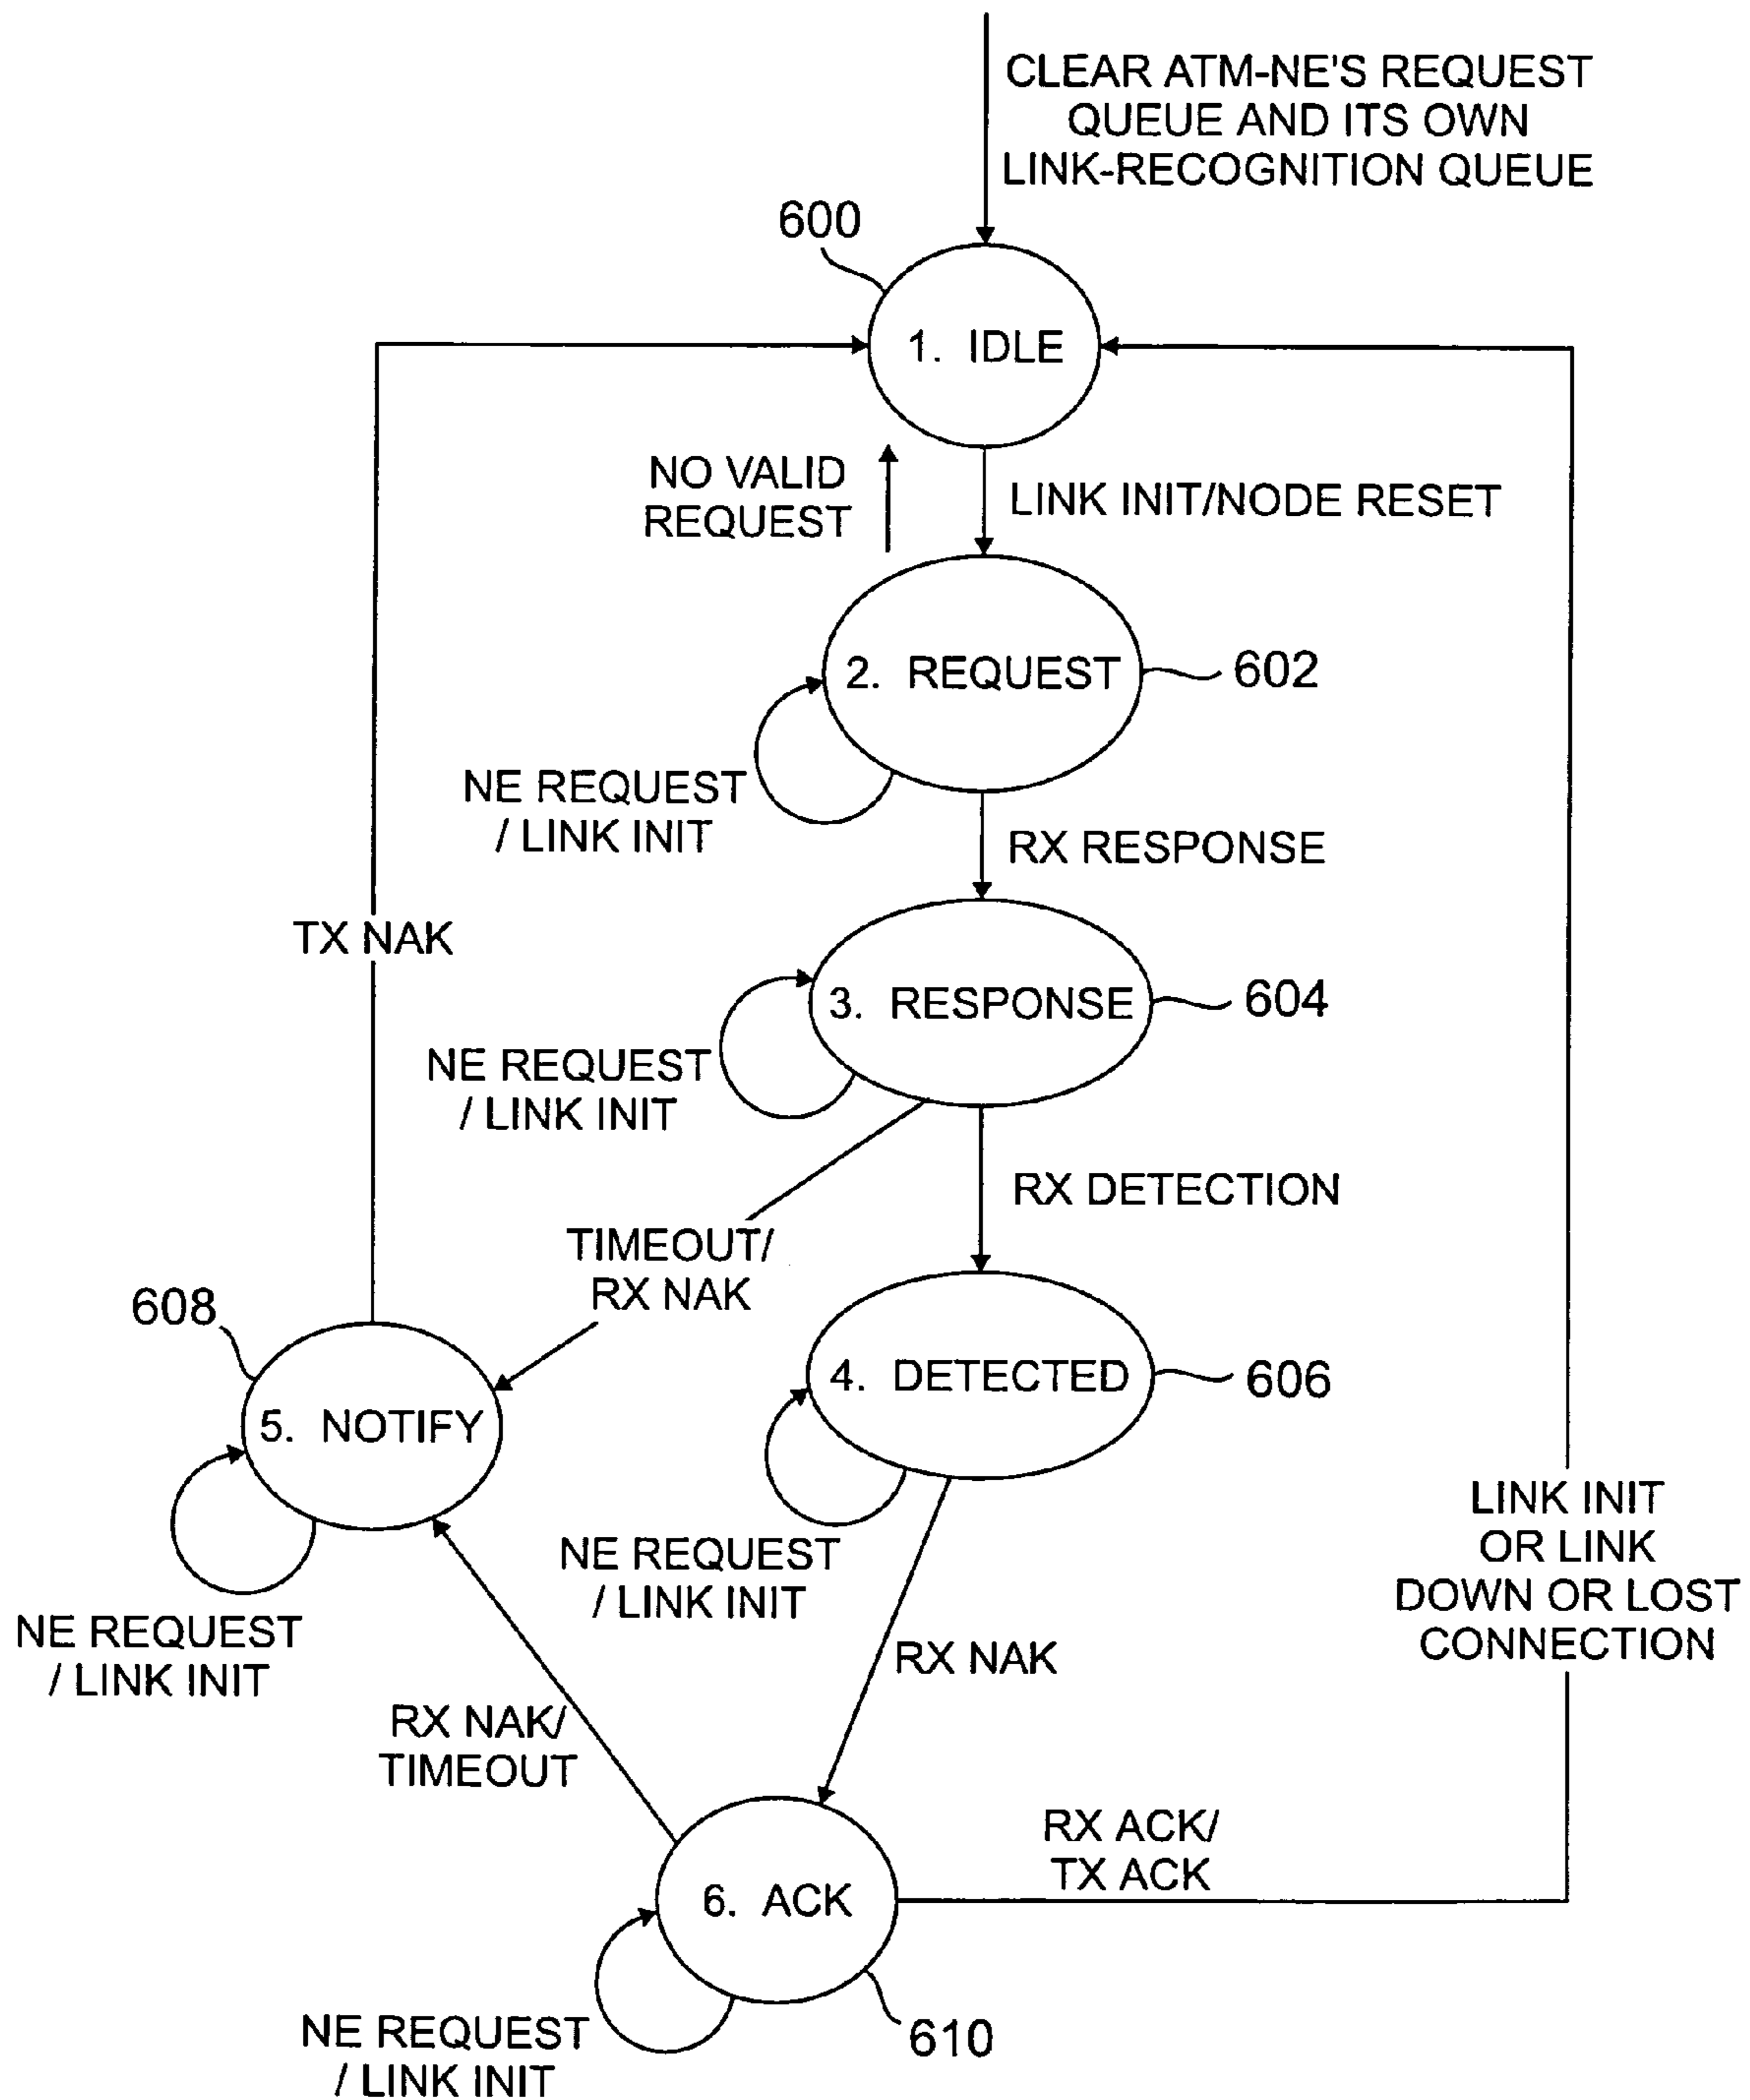 CLEAR ATM-NE'S REQUEST
QUEUE AND ITS OWN
LINK-RECOGNITION QUEUE
600
1. IDLE
NO VALID
REQUEST
LINK INIT/NODE RESET
2. REQUEST
602
NE REQUEST
/ LINK INIT
RX RESPONSE
TX NAK
3. RESPONSE
604
NE REQUEST
/ LINK INIT
RX DETECTION
TIMEOUT/
RX NAK
608
4. DETECTED
606
5. NOTIFY
NE REQUEST
/ LINK INIT
LINK INIT
OR LINK
DOWN OR LOST
CONNECTION
NE REQUEST
/ LINK INIT
RX NAK
RX NAK/
TIMEOUT
RX ACK/
TX ACK
6. ACK
NE REQUEST
/ LINK INIT
610